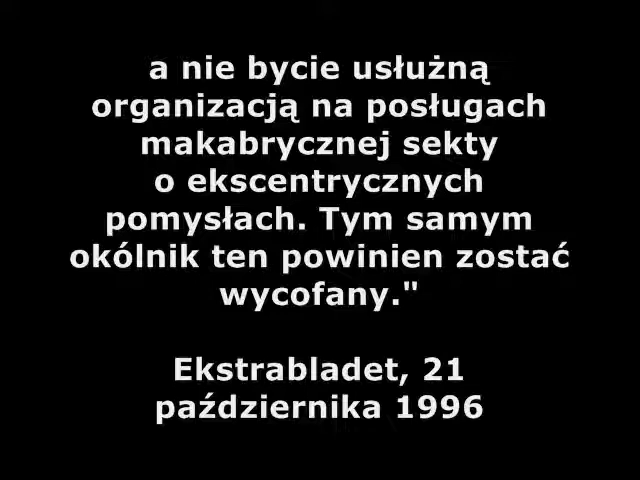 a nie bycie usłużną
organizacją na posługach
makabrycznej sekty
o ekscentrycznych
pomysłach. Tym samym
okólnik ten powinien zostać
wycofany."
Ekstrabladet, 21
października 1996